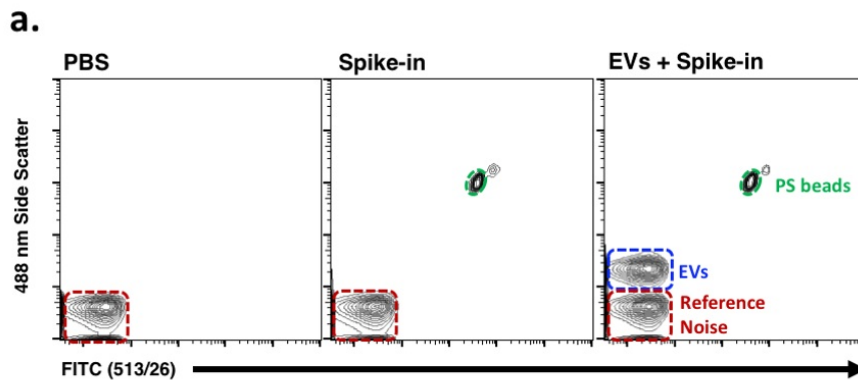 a.
PBS
Spike-in
EVs + Spike-in
488 nm Side Scatter
PS beads
EVs
Reference
Noise
FITC (513/26)